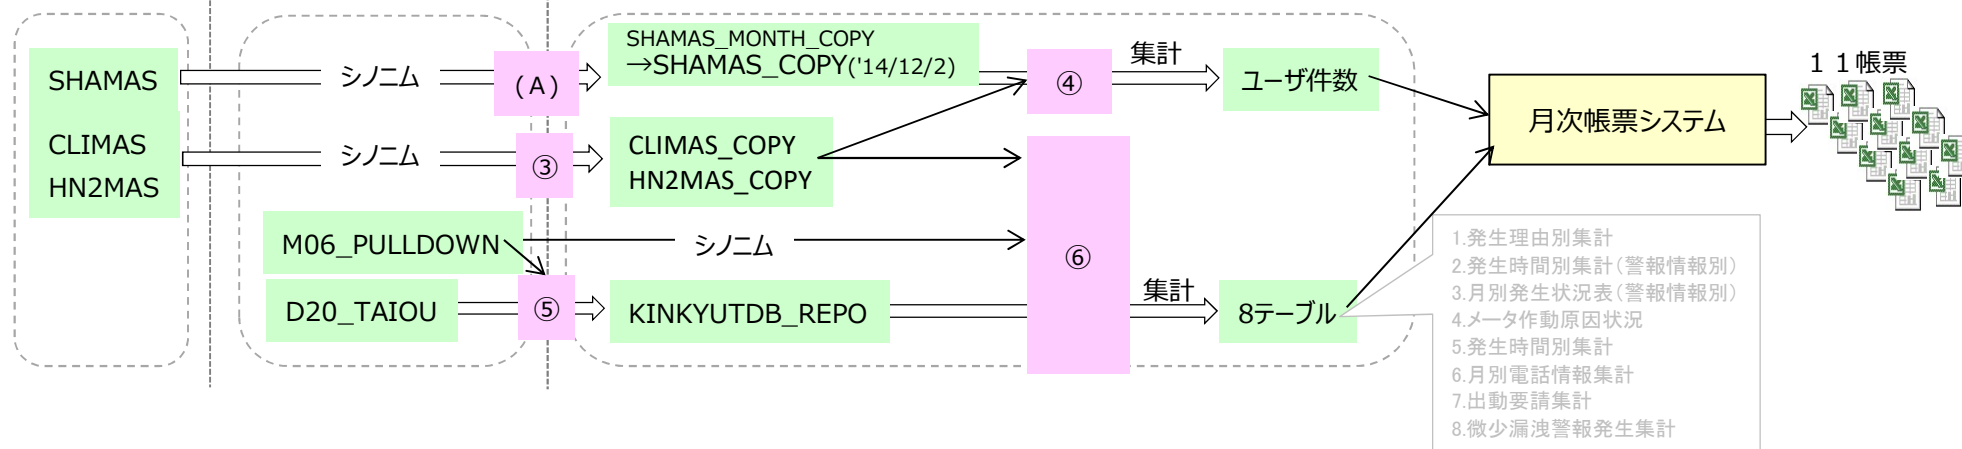 SHAMAS
CLIMAS
HN2MAS
シノニム
シノニム
(A)
③
SHAMAS_MONTH_COPY
→SHAMAS_COPY('14/12/2)
CLIMAS_COPY
HN2MAS_COPY
M06_PULLDOWN
シノニム
D20_TAIOU
⑤
KINKYUTDB_REPO
④
⑥
集計
ユーザ件数
集計
8テーブル
月次帳票システム
１１帳票
1.発生理由別集計
2.発生時間別集計(警報情報別)
3.月別発生状況表(警報情報別)
4.メータ作動原因状況
5.発生時間別集計
6.月別電話情報集計
7.出動要請集計
8.微少漏洩警報発生集計